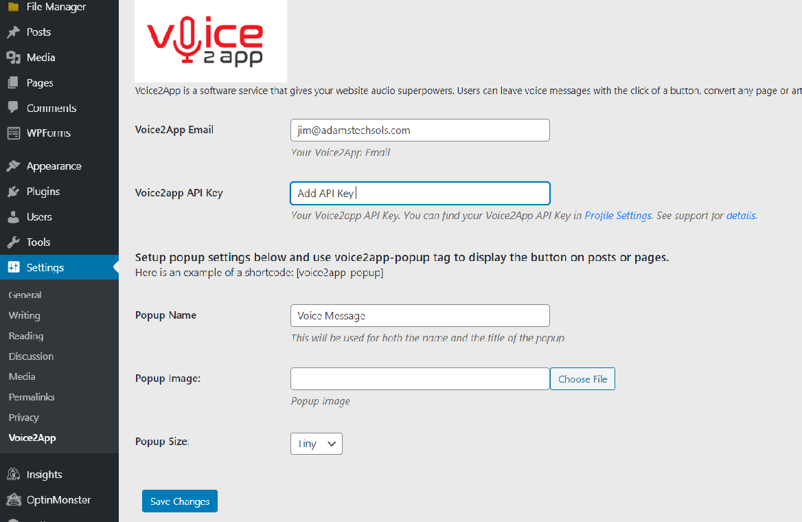 File Manager
Posts
Media
Pages
Comments
WPForms
Appearance
Plugins
Users
Tools
Settings
General
Writing
Reading
Discussion
Media
Permalinks
Privacy
Voice2App
Insights
OptinMonster
voice
2 app
Voice2App is a software service that gives your website audio superpowers. Users can leave voice messages with the click of a button, convert any page or
Voice2App Email
jim@adamstechsols.com
Your Voice2App Email
Voice2app API Key
Add API Key
Your Voice2app API Key. You can find your Voice2App API Key in Profile Settings. See support for details.
Setup popup settings below and use voice2app-popup tag to display the button on posts or pages.
Here is an example of a shortcode: [voice2app-popup]
Popup Name
Voice Message
This will be used for both the name and the title of the popup.
Popup Image:
Choose File
Popup image
Popup Size:
Tiny
Save Changes